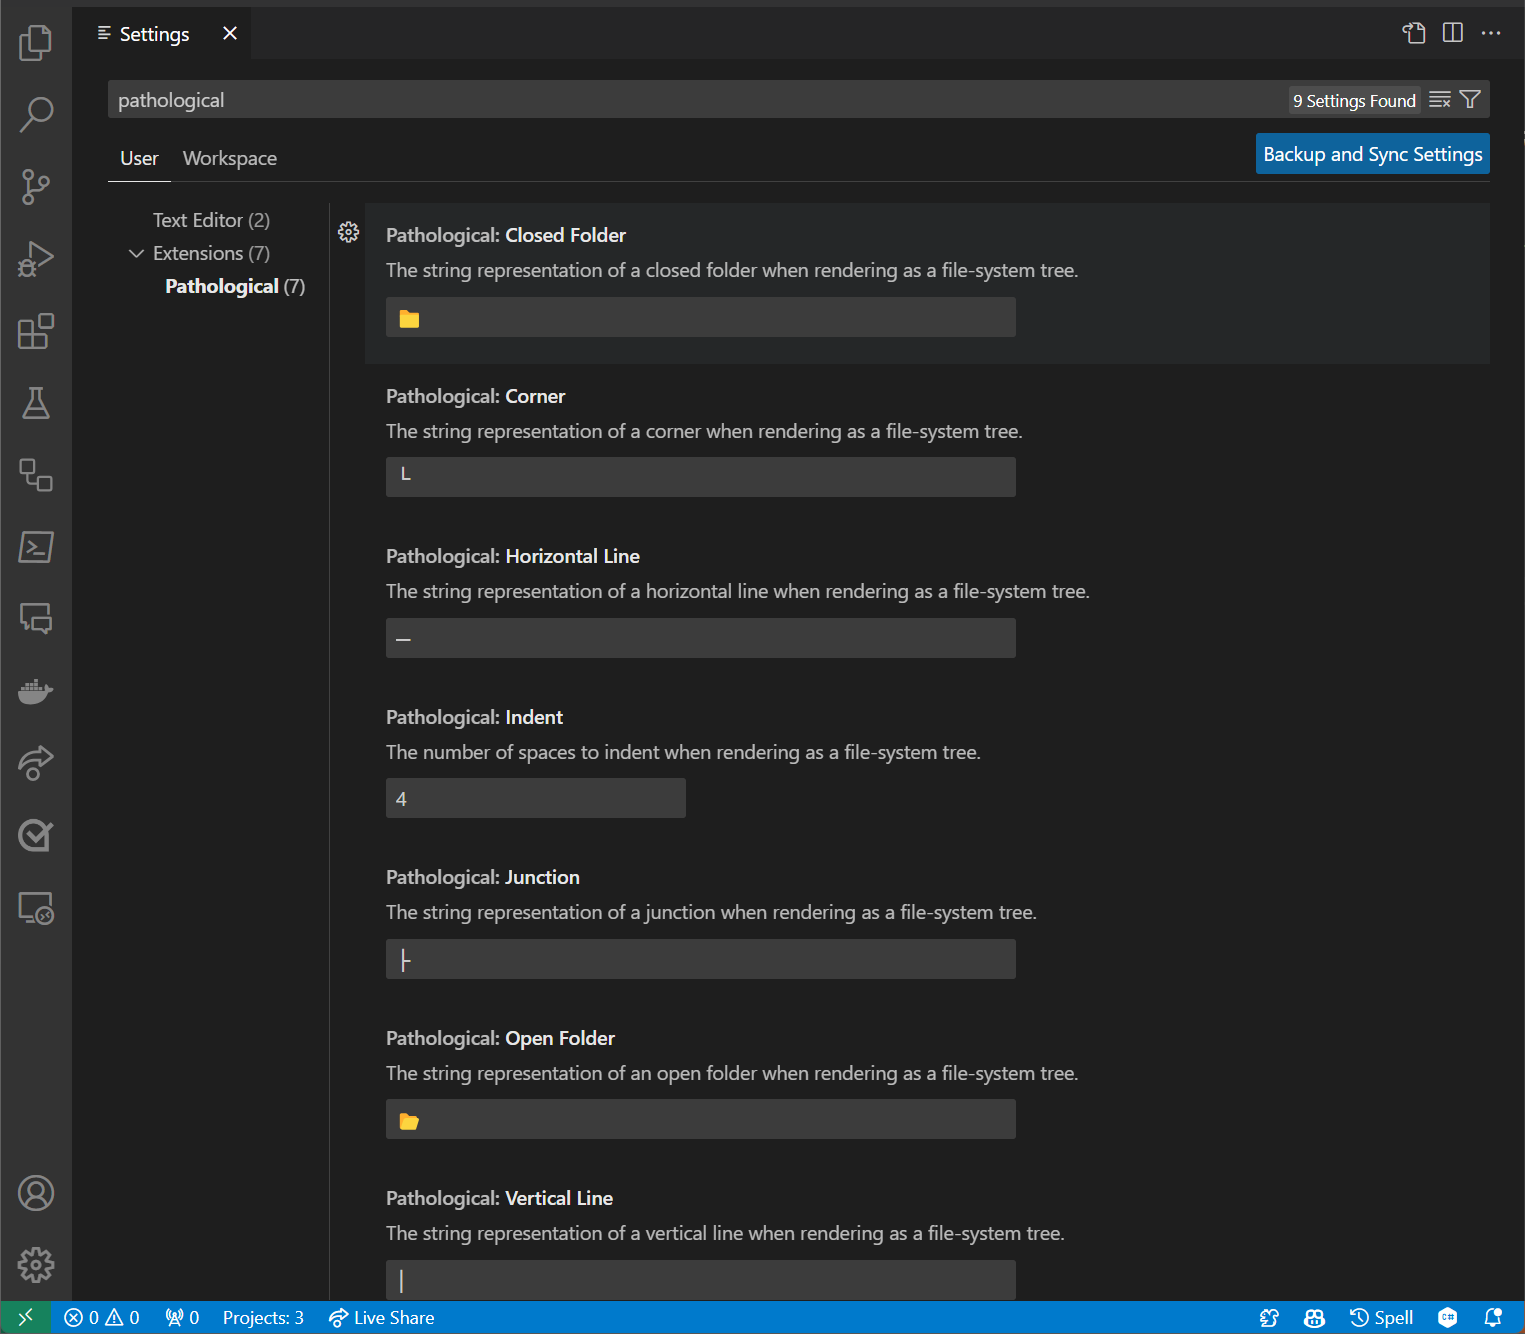 Settings
pathological
9 Settings Found
User Workspace
Backup and Sync Settings
Text Editor (2)
Extensions (7)
Pathological (7)
Pathological: Closed Folder
The string representation of a closed folder when rendering as a file-system tree.
📁
Pathological: Corner
The string representation of a corner when rendering as a file-system tree.
└
Pathological: Horizontal Line
The string representation of a horizontal line when rendering as a file-system tree.
─
Pathological: Indent
The number of spaces to indent when rendering as a file-system tree.
4
Pathological: Junction
The string representation of a junction when rendering as a file-system tree.
├
Pathological: Open Folder
The string representation of an open folder when rendering as a file-system tree.
📂
Pathological: Vertical Line
The string representation of a vertical line when rendering as a file-system tree.
│
0 0 0 Projects: 3 Live Share Spell C#